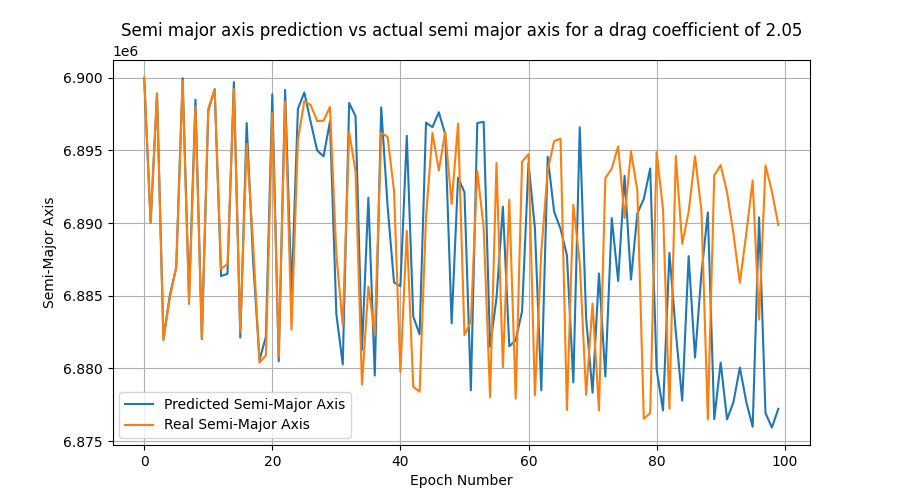 Semi major axis prediction vs actual semi major axis for a drag coefficient of 2.05
1e6
6.900
6.895
6.890
6.885
6.880
6.875
Semi-Major Axis
Predicted Semi-Major Axis
Real Semi-Major Axis
0 20 40 60 80 100
Epoch Number